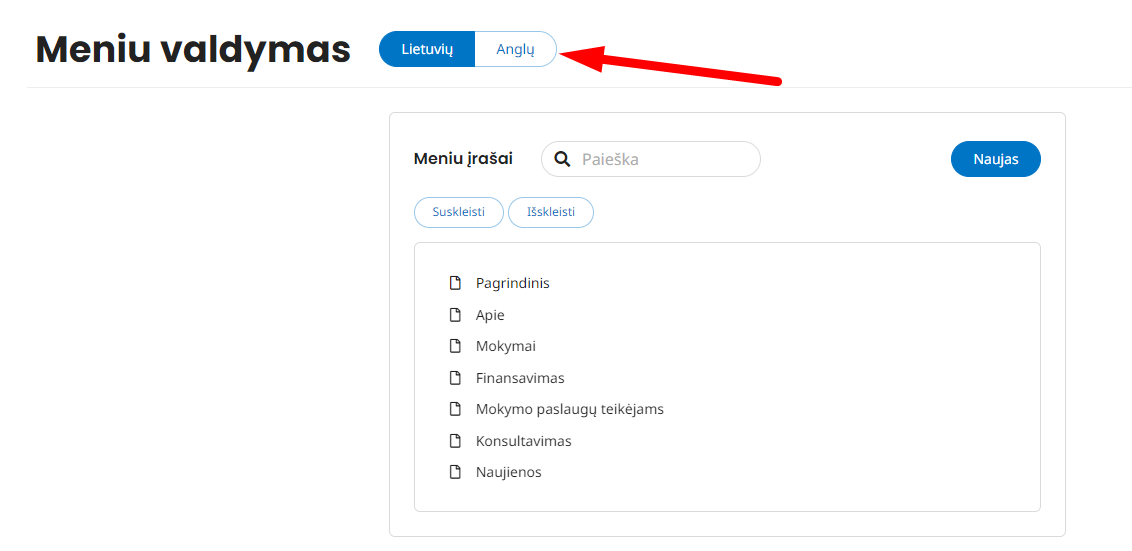 Meniu valdymas Lietuvių Anglų
Meniu įrašai Paieška Naujas
Suskleisti Išskleisti
Pagrindinis
Apie
Mokymai
Finansavimas
Mokymo paslaugų teikėjams
Konsultavimas
Naujienos